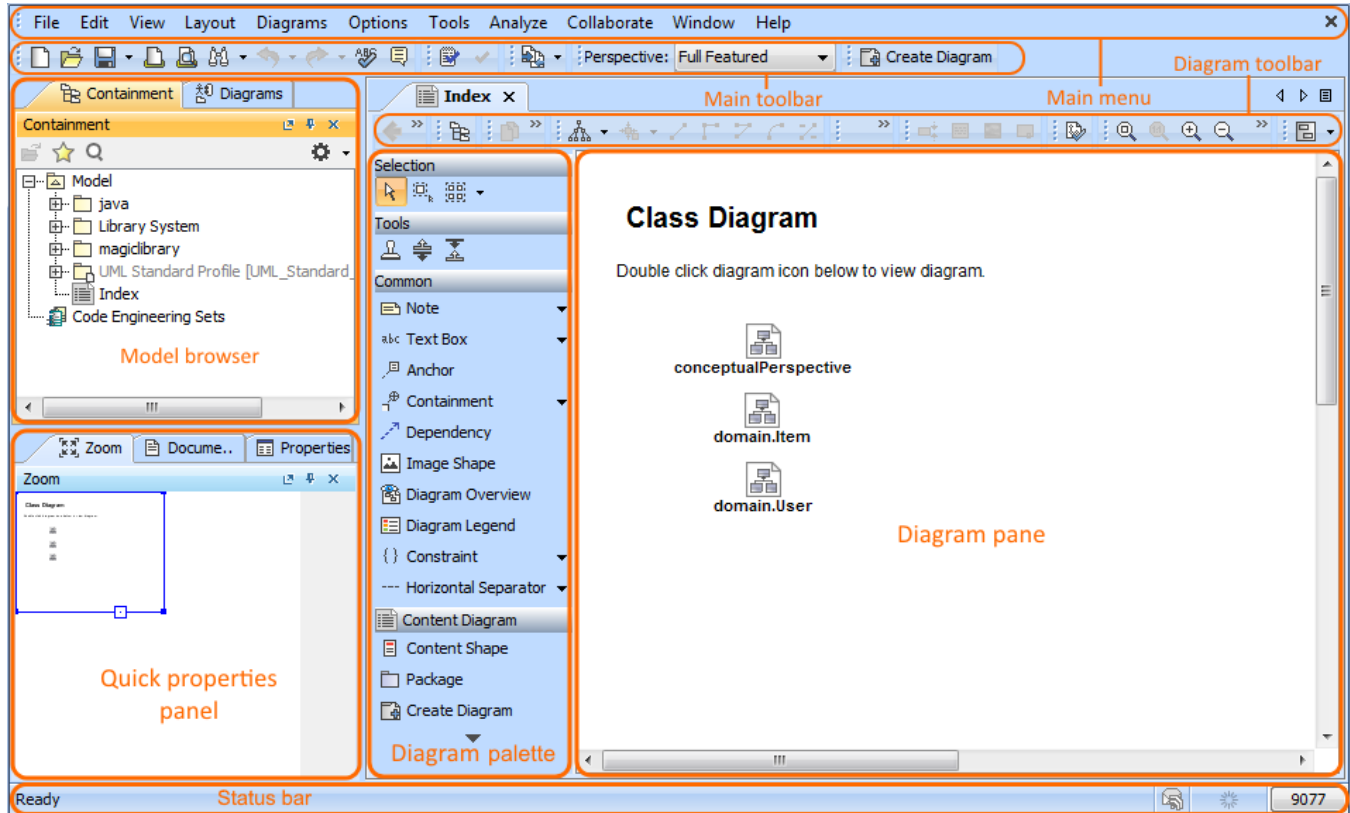 File Edit View Layout Diagrams Options Tools Analyze Collaborate Window Help
Perspective: Full Featured Create Diagram
Diagram toolbar
Containment Diagrams
Index
Main toolbar
Main menu
Containment
Model
java
Library System
magiclibrary
UML Standard Profile [UML_Standard_
Index
Code Engineering Sets
Model browser
Zoom Docume.. Properties
Zoom
Class Diagram
Quick properties
panel
Selection
Tools
Common
Note
abc Text Box
Anchor
Containment
Dependency
Image Shape
Diagram Overview
Diagram Legend
{ } Constraint
--- Horizontal Separator
Content Diagram
Content Shape
Package
Create Diagram
Diagram palette
Class Diagram
Double click diagram icon below to view diagram.
conceptualPerspective
domain.Item
domain.User
Diagram pane
Ready
Status bar
9077